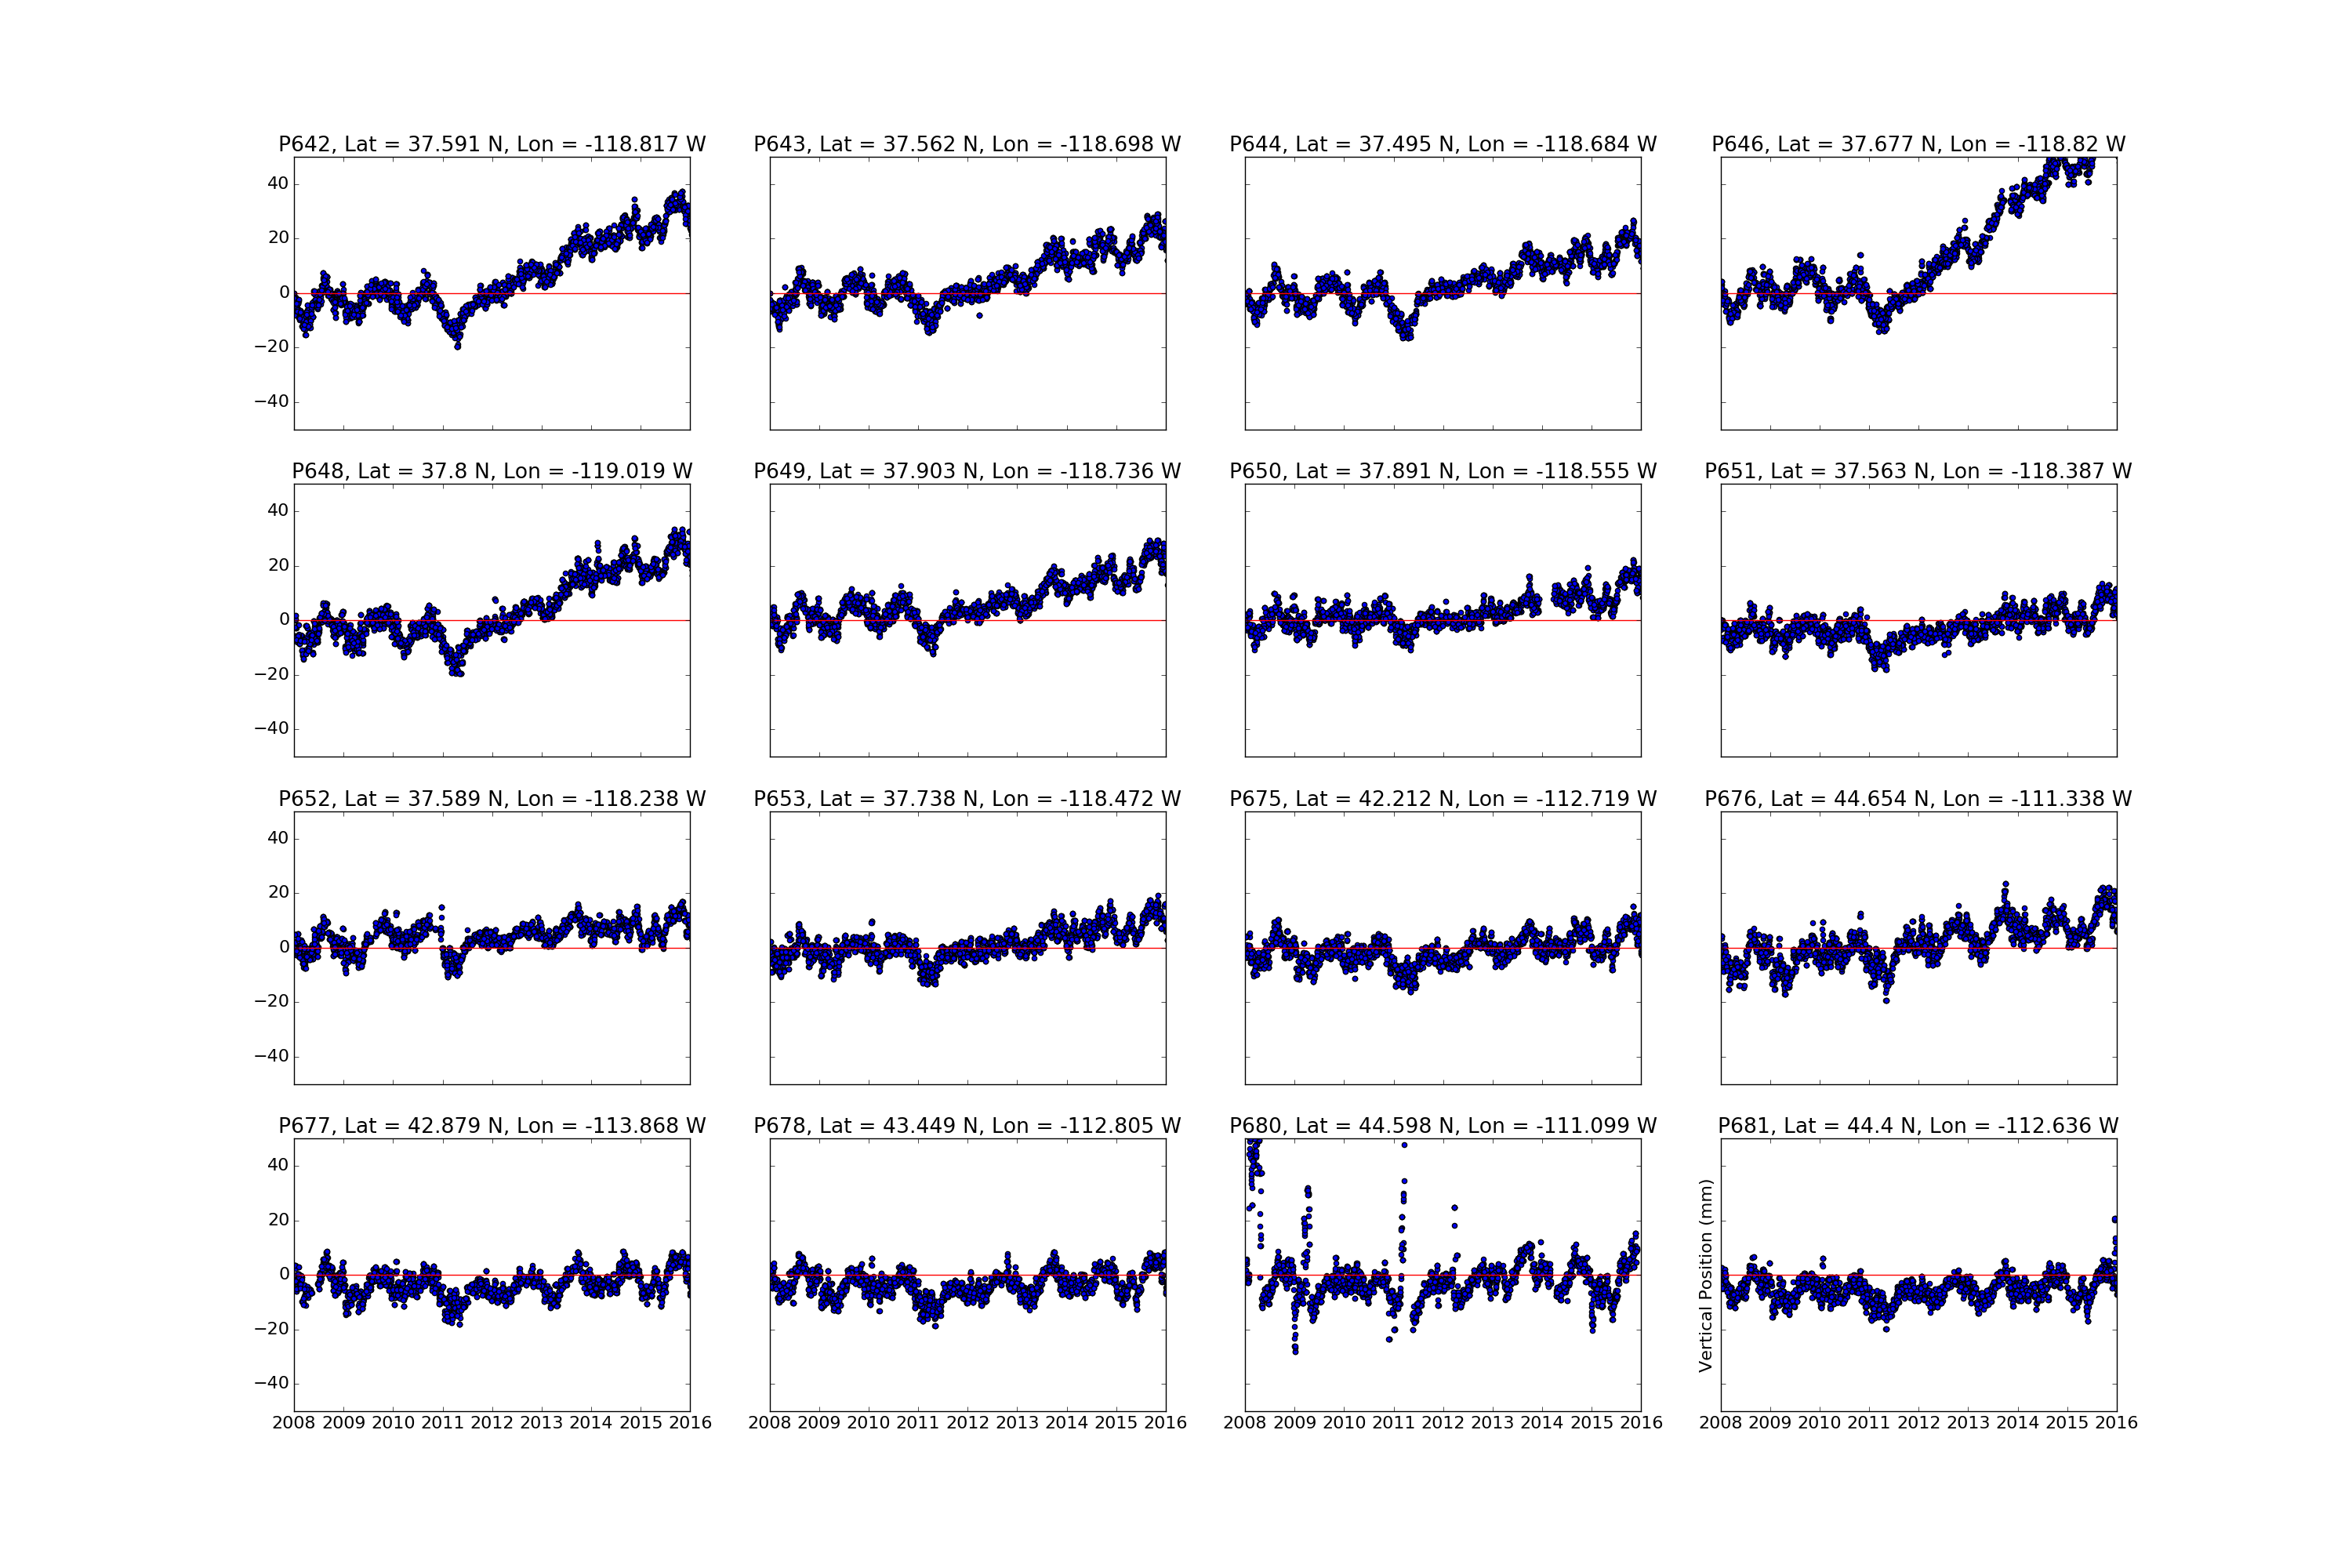 P642, Lat = 37.591 N, Lon = -118.817 W
P643, Lat = 37.562 N, Lon = -118.698 W
P644, Lat = 37.495 N, Lon = -118.684 W
P646, Lat = 37.677 N, Lon = -118.82 W
40
20
0
−20
−40
P648, Lat = 37.8 N, Lon = -119.019 W
P649, Lat = 37.903 N, Lon = -118.736 W
P650, Lat = 37.891 N, Lon = -118.555 W
P651, Lat = 37.563 N, Lon = -118.387 W
40
20
0
−20
−40
P652, Lat = 37.589 N, Lon = -118.238 W
P653, Lat = 37.738 N, Lon = -118.472 W
P675, Lat = 42.212 N, Lon = -112.719 W
P676, Lat = 44.654 N, Lon = -111.338 W
40
20
0
−20
−40
P677, Lat = 42.879 N, Lon = -113.868 W
P678, Lat = 43.449 N, Lon = -112.805 W
P680, Lat = 44.598 N, Lon = -111.099 W
P681, Lat = 44.4 N, Lon = -112.636 W
40
20
0
−20
−40
Vertical Position (mm)
2008 2009 2010 2011 2012 2013 2014 2015 2016
2008 2009 2010 2011 2012 2013 2014 2015 2016
2008 2009 2010 2011 2012 2013 2014 2015 2016
2008 2009 2010 2011 2012 2013 2014 2015 2016